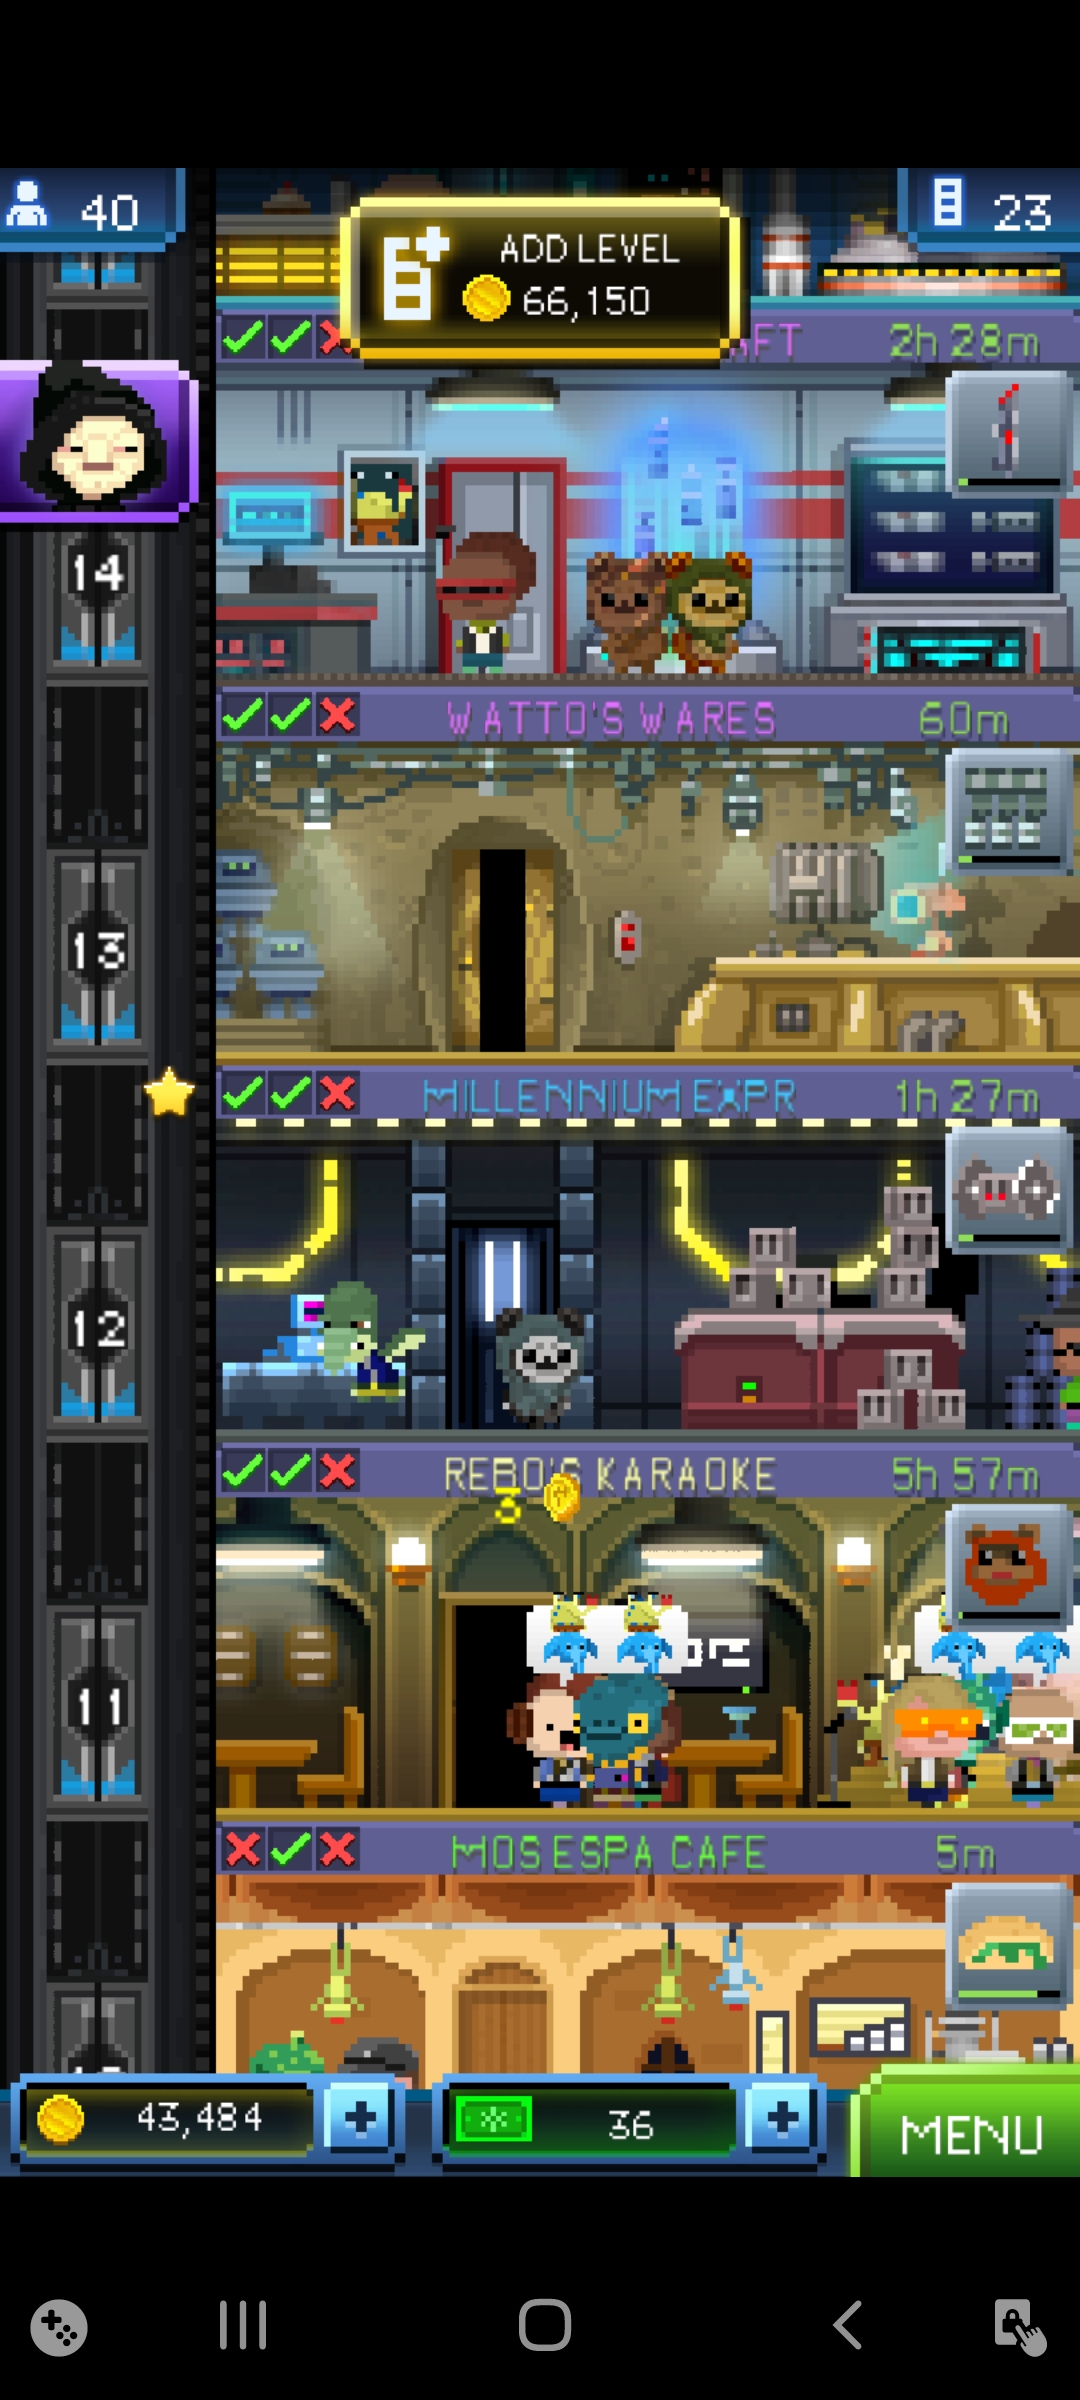 40
ADD LEVEL
66,150
23
AFT
2h 28m
14
WATTO'S WARES
60m
13
MILLENNIUM EXPR
1h 27m
12
REBO'S KARAOKE
5h 57m
3
11
MOS ESPA CAFE
5m
43,484
36
MENU